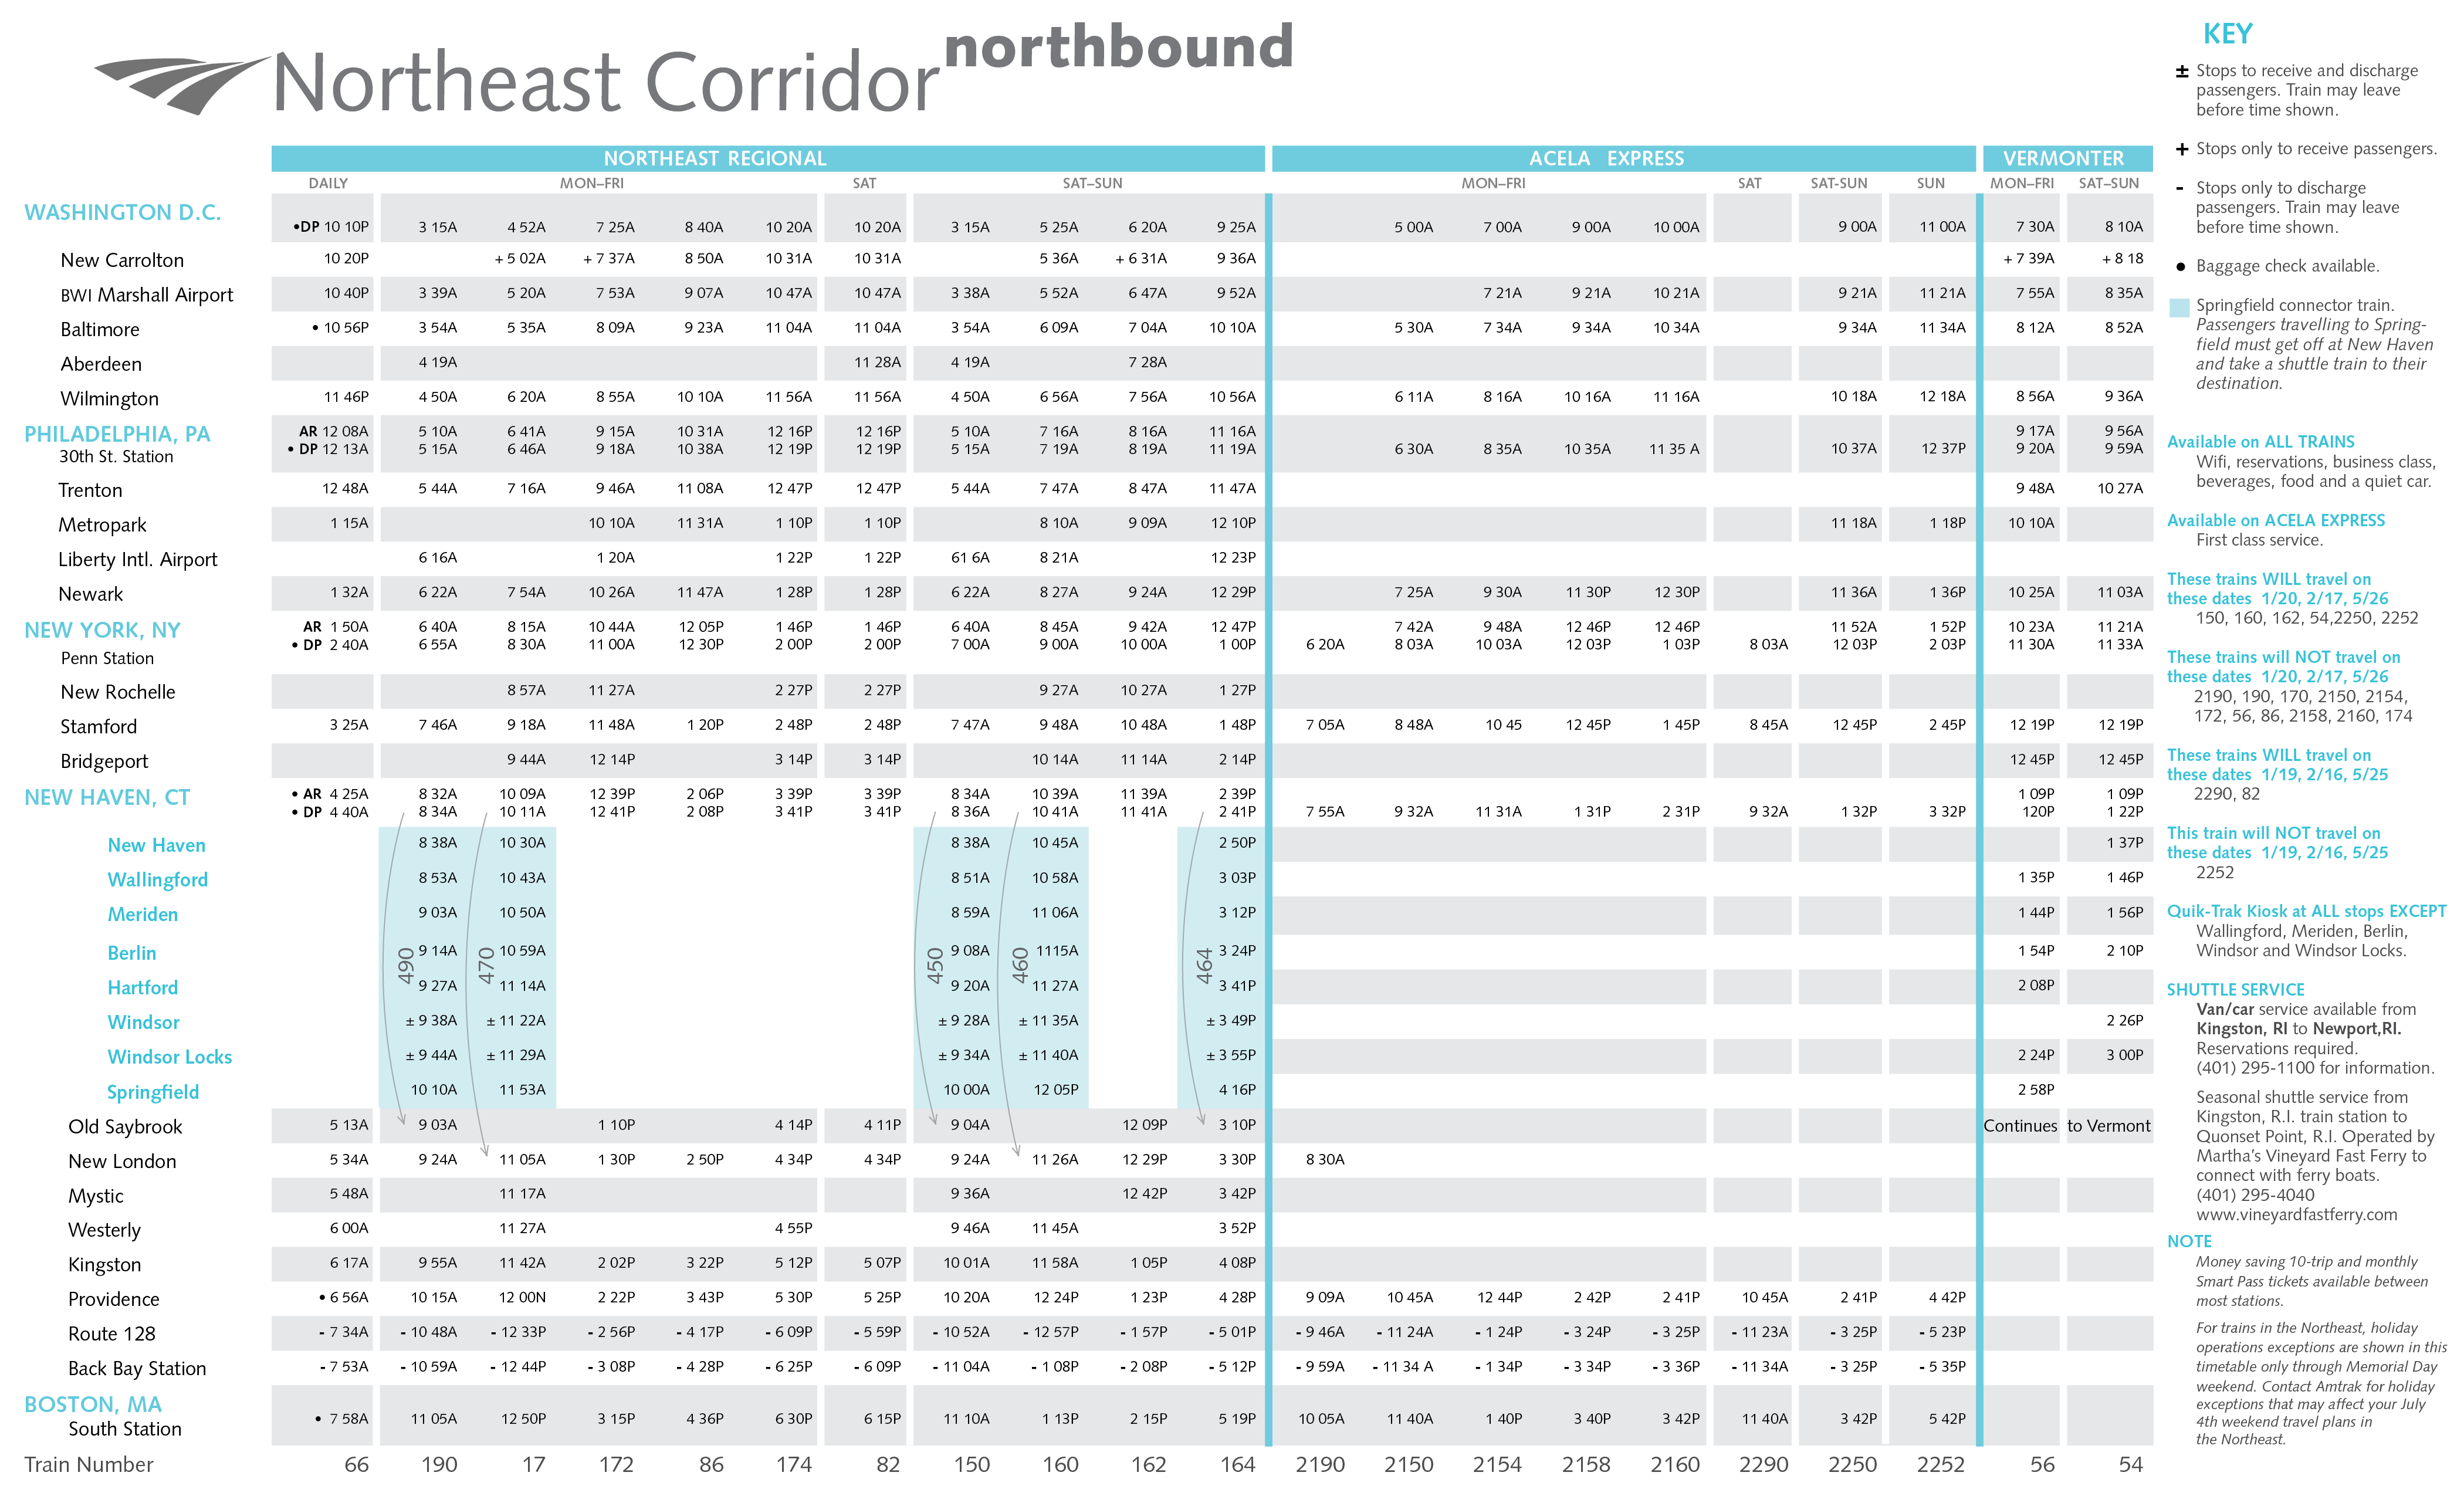 Northeast Corridor northbound
NORTHEAST REGIONAL ACELA EXPRESS VERMONTER
DAILY MON–FRI SAT SAT–SUN MON–FRI SAT SAT-SUN SUN MON–FRI SAT–SUN
WASHINGTON D.C.
•DP 10 10P 3 15A 4 52A 7 25A 8 40A 10 20A 10 20A 3 15A 5 25A 6 20A 9 25A 5 00A 7 00A 9 00A 10 00A 9 00A 11 00A 7 30A 8 10A
New Carrolton 10 20P + 5 02A + 7 37A 8 50A 10 31A 10 31A 5 36A + 6 31A 9 36A + 7 39A + 8 18
BWI Marshall Airport 10 40P 3 39A 5 20A 7 53A 9 07A 10 47A 10 47A 3 38A 5 52A 6 47A 9 52A 7 21A 9 21A 10 21A 9 21A 11 21A 7 55A 8 35A
Baltimore • 10 56P 3 54A 5 35A 8 09A 9 23A 11 04A 11 04A 3 54A 6 09A 7 04A 10 10A 5 30A 7 34A 9 34A 10 34A 9 34A 11 34A 8 12A 8 52A
Aberdeen 4 19A 11 28A 4 19A 7 28A
Wilmington 11 46P 4 50A 6 20A 8 55A 10 10A 11 56A 11 56A 4 50A 6 56A 7 56A 10 56A 6 11A 8 16A 10 16A 11 16A 10 18A 12 18A 8 56A 9 36A
PHILADELPHIA, PA AR 12 08A 5 10A 6 41A 9 15A 10 31A 12 16P 12 16P 5 10A 7 16A 8 16A 11 16A 9 17A 9 56A
30th St. Station • DP 12 13A 5 15A 6 46A 9 18A 10 38A 12 19P 12 19P 5 15A 7 19A 8 19A 11 19A 6 30A 8 35A 10 35A 11 35 A 10 37A 12 37P 9 20A 9 59A
Trenton 12 48A 5 44A 7 16A 9 46A 11 08A 12 47P 12 47P 5 44A 7 47A 8 47A 11 47A 9 48A 10 27A
Metropark 1 15A 10 10A 11 31A 1 10P 1 10P 8 10A 9 09A 12 10P 11 18A 1 18P 10 10A
Liberty Intl. Airport 6 16A 1 20A 1 22P 1 22P 61 6A 8 21A 12 23P
Newark 1 32A 6 22A 7 54A 10 26A 11 47A 1 28P 1 28P 6 22A 8 27A 9 24A 12 29P 7 25A 9 30A 11 30P 12 30P 11 36A 1 36P 10 25A 11 03A
NEW YORK, NY AR 1 50A 6 40A 8 15A 10 44A 12 05P 1 46P 1 46P 6 40A 8 45A 9 42A 12 47P 7 42A 9 48A 12 46P 12 46P 11 52A 1 52P 10 23A 11 21A
Penn Station • DP 2 40A 6 55A 8 30A 11 00A 12 30P 2 00P 2 00P 7 00A 9 00A 10 00A 1 00P 6 20A 8 03A 10 03A 12 03P 1 03P 8 03A 12 03P 2 03P 11 30A 11 33A
New Rochelle 8 57A 11 27A 2 27P 2 27P 9 27A 10 27A 1 27P
Stamford 3 25A 7 46A 9 18A 11 48A 1 20P 2 48P 2 48P 7 47A 9 48A 10 48A 1 48P 7 05A 8 48A 10 45 12 45P 1 45P 8 45A 12 45P 2 45P 12 19P 12 19P
Bridgeport 9 44A 12 14P 3 14P 3 14P 10 14A 11 14A 2 14P 12 45P 12 45P
NEW HAVEN, CT • AR 4 25A 8 32A 10 09A 12 39P 2 06P 3 39P 3 39P 8 34A 10 39A 11 39A 2 39P 1 09P 1 09P
• DP 4 40A 8 34A 10 11A 12 41P 2 08P 3 41P 3 41P 8 36A 10 41A 11 41A 2 41P 7 55A 9 32A 11 31A 1 31P 2 31P 9 32A 1 32P 3 32P 120P 1 22P
New Haven 8 38A 10 30A 8 38A 10 45A 2 50P 1 37P
Wallingford 8 53A 10 43A 8 51A 10 58A 3 03P 1 35P 1 46P
Meriden 9 03A 10 50A 8 59A 11 06A 3 12P 1 44P 1 56P
Berlin 9 14A 10 59A 9 08A 1115A 3 24P 1 54P 2 10P
490 470 450 460 464
Hartford 9 27A 11 14A 9 20A 11 27A 3 41P 2 08P
Windsor ± 9 38A ± 11 22A ± 9 28A ± 11 35A ± 3 49P 2 26P
Windsor Locks ± 9 44A ± 11 29A ± 9 34A ± 11 40A ± 3 55P 2 24P 3 00P
Springfield 10 10A 11 53A 10 00A 12 05P 4 16P 2 58P
Old Saybrook 5 13A 9 03A 1 10P 4 14P 4 11P 9 04A 12 09P 3 10P Continues to Vermont
New London 5 34A 9 24A 11 05A 1 30P 2 50P 4 34P 4 34P 9 24A 11 26A 12 29P 3 30P 8 30A
Mystic 5 48A 11 17A 9 36A 12 42P 3 42P
Westerly 6 00A 11 27A 4 55P 9 46A 11 45A 3 52P
Kingston 6 17A 9 55A 11 42A 2 02P 3 22P 5 12P 5 07P 10 01A 11 58A 1 05P 4 08P
Providence • 6 56A 10 15A 12 00N 2 22P 3 43P 5 30P 5 25P 10 20A 12 24P 1 23P 4 28P 9 09A 10 45A 12 44P 2 42P 2 41P 10 45A 2 41P 4 42P
Route 128 - 7 34A - 10 48A - 12 33P - 2 56P - 4 17P - 6 09P - 5 59P - 10 52A - 12 57P - 1 57P - 5 01P - 9 46A - 11 24A - 1 24P - 3 24P - 3 25P - 11 23A - 3 25P - 5 23P
Back Bay Station - 7 53A - 10 59A - 12 44P - 3 08P - 4 28P - 6 25P - 6 09P - 11 04A - 1 08P - 2 08P - 5 12P - 9 59A - 11 34 A - 1 34P - 3 34P - 3 36P - 11 34A - 3 25P - 5 35P
BOSTON, MA
South Station • 7 58A 11 05A 12 50P 3 15P 4 36P 6 30P 6 15P 11 10A 1 13P 2 15P 5 19P 10 05A 11 40A 1 40P 3 40P 3 42P 11 40A 3 42P 5 42P
Train Number 66 190 17 172 86 174 82 150 160 162 164 2190 2150 2154 2158 2160 2290 2250 2252 56 54
KEY
± Stops to receive and discharge
passengers. Train may leave
before time shown.
+ Stops only to receive passengers.
- Stops only to discharge
passengers. Train may leave
before time shown.
• Baggage check available.
Springfield connector train.
Passengers travelling to Spring-
field must get off at New Haven
and take a shuttle train to their
destination.
Available on ALL TRAINS
Wifi, reservations, business class,
beverages, food and a quiet car.
Available on ACELA EXPRESS
First class service.
These trains WILL travel on
these dates 1/20, 2/17, 5/26
150, 160, 162, 54,2250, 2252
These trains will NOT travel on
these dates 1/20, 2/17, 5/26
2190, 190, 170, 2150, 2154,
172, 56, 86, 2158, 2160, 174
These trains WILL travel on
these dates 1/19, 2/16, 5/25
2290, 82
This train will NOT travel on
these dates 1/19, 2/16, 5/25
2252
Quik-Trak Kiosk at ALL stops EXCEPT
Wallingford, Meriden, Berlin,
Windsor and Windsor Locks.
SHUTTLE SERVICE
Van/car service available from
Kingston, RI to Newport,RI.
Reservations required.
(401) 295-1100 for information.
Seasonal shuttle service from
Kingston, R.I. train station to
Quonset Point, R.I. Operated by
Martha's Vineyard Fast Ferry to
connect with ferry boats.
(401) 295-4040
www.vineyardfastferry.com
NOTE
Money saving 10-trip and monthly
Smart Pass tickets available between
most stations.
For trains in the Northeast, holiday
operations exceptions are shown in this
timetable only through Memorial Day
weekend. Contact Amtrak for holiday
exceptions that may affect your July
4th weekend travel plans in
the Northeast.